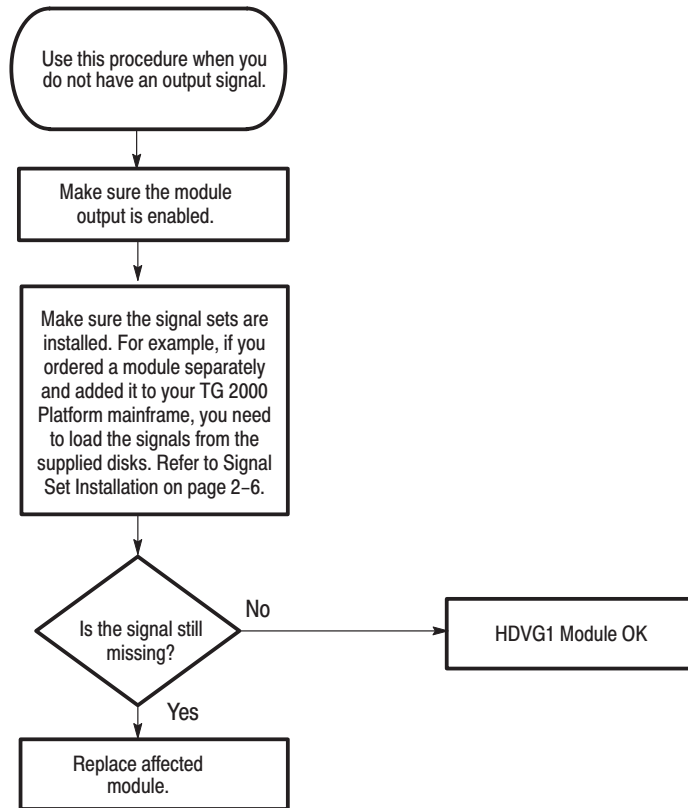 Use this procedure when you
do not have an output signal.
Make sure the module
output is enabled.
Make sure the signal sets are
installed. For example, if you
ordered a module separately
and added it to your TG 2000
Platform mainframe, you need
to load the signals from the
supplied disks. Refer to Signal
Set Installation on page 2–6.
Is the signal still
missing?
No
HDVG1 Module OK
Yes
Replace affected
module.